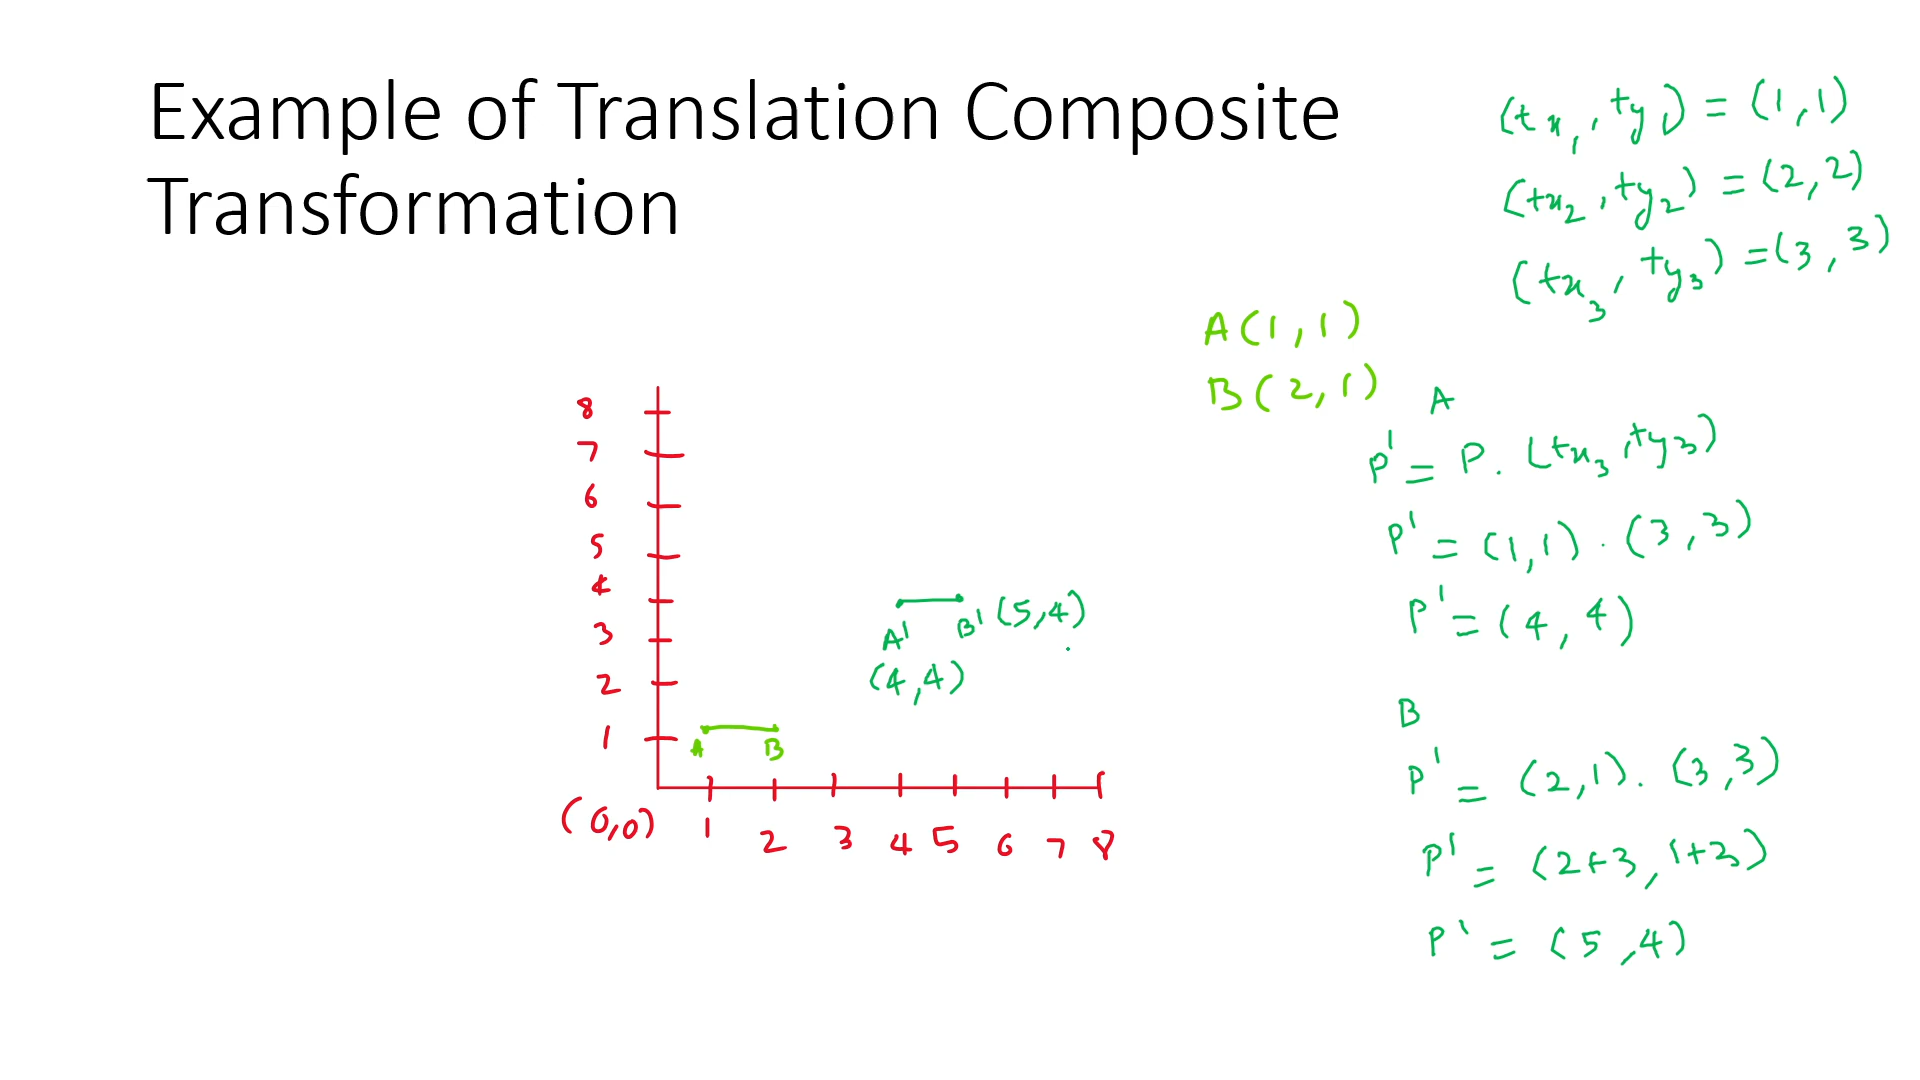 Example of Translation Composite
Transformation
(tx₁, ty₁) = (1,1)
(tx₂, ty₂) = (2,2)
(tx₃, ty₃) = (3,3)
A(1,1)
B(2,1)
A
P' = P. (tx₃, ty₃)
P' = (1,1) . (3,3)
P' = (4,4)
B
P' = (2,1). (3,3)
P' = (2+3, 1+3)
P' = (5,4)
8
7
6
5
4
3
2
1
A' B' (5,4)
(4,4)
A B
(0,0) 1 2 3 4 5 6 7 8